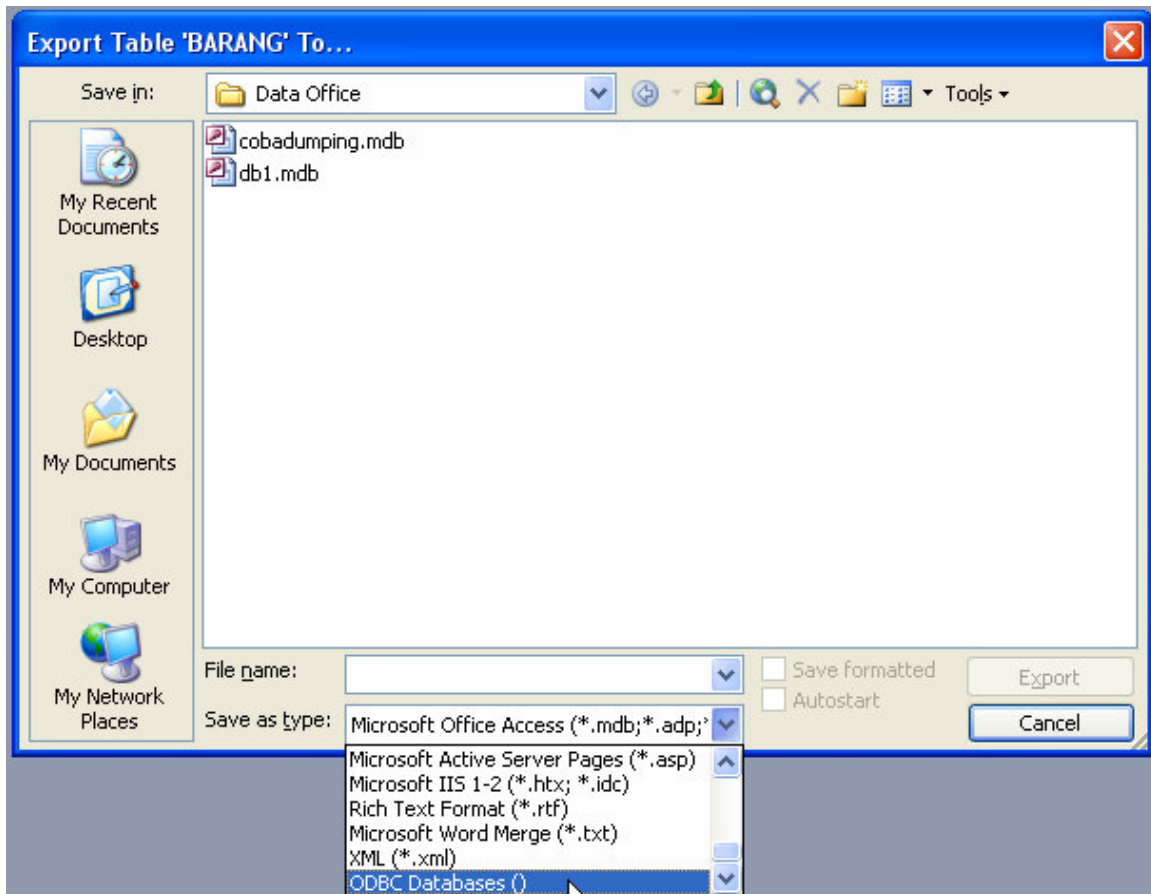 Export Table 'BARANG' To...
Save in:
Data Office
Tools
cobadumping.mdb
db1.mdb
My Recent
Documents
Desktop
My Documents
My Computer
My Network
Places
File name:
Save formatted
Autostart
Export
Save as type:
Microsoft Office Access (*.mdb;*.adp;*
Cancel
Microsoft Active Server Pages (*.asp)
Microsoft IIS 1-2 (*.htx; *.idc)
Rich Text Format (*.rtf)
Microsoft Word Merge (*.txt)
XML (*.xml)
ODBC Databases ()